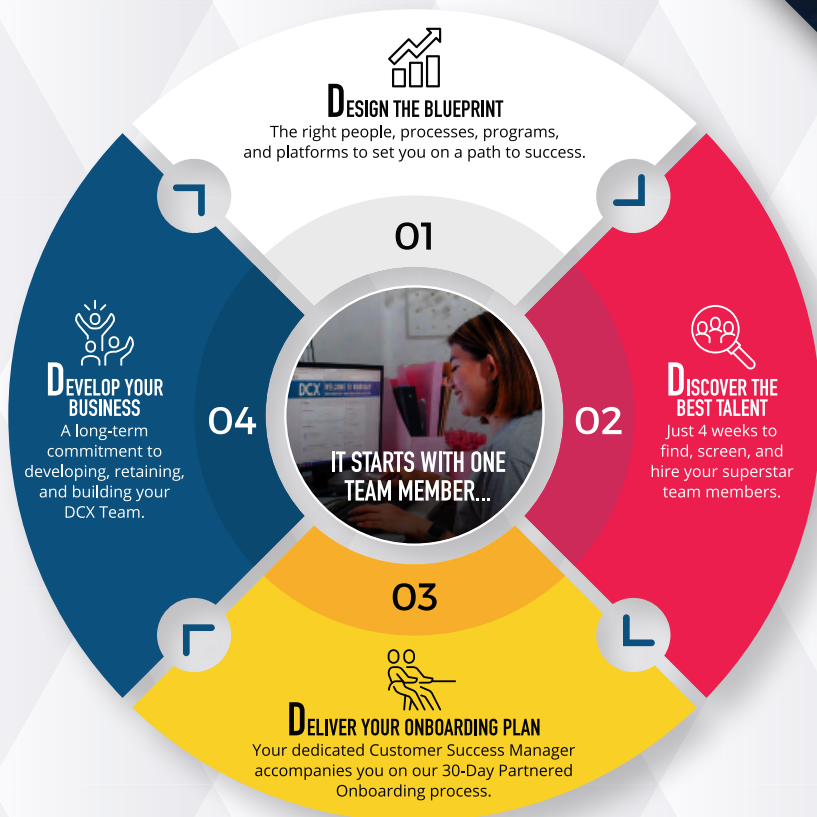 DESIGN THE BLUEPRINT
The right people, processes, programs,
and platforms to set you on a path to success.
01
DISCOVER THE
BEST TALENT
Just 4 weeks to
find, screen, and
hire your superstar
team members.
02
03
DELIVER YOUR ONBOARDING PLAN
Your dedicated Customer Success Manager
accompanies you on our 30-Day Partnered
Onboarding process.
DEVELOP YOUR
BUSINESS
A long-term
commitment to
developing, retaining,
and building your
DCX Team.
04
DCX WELCOME TO
IT STARTS WITH ONE
TEAM MEMBER...